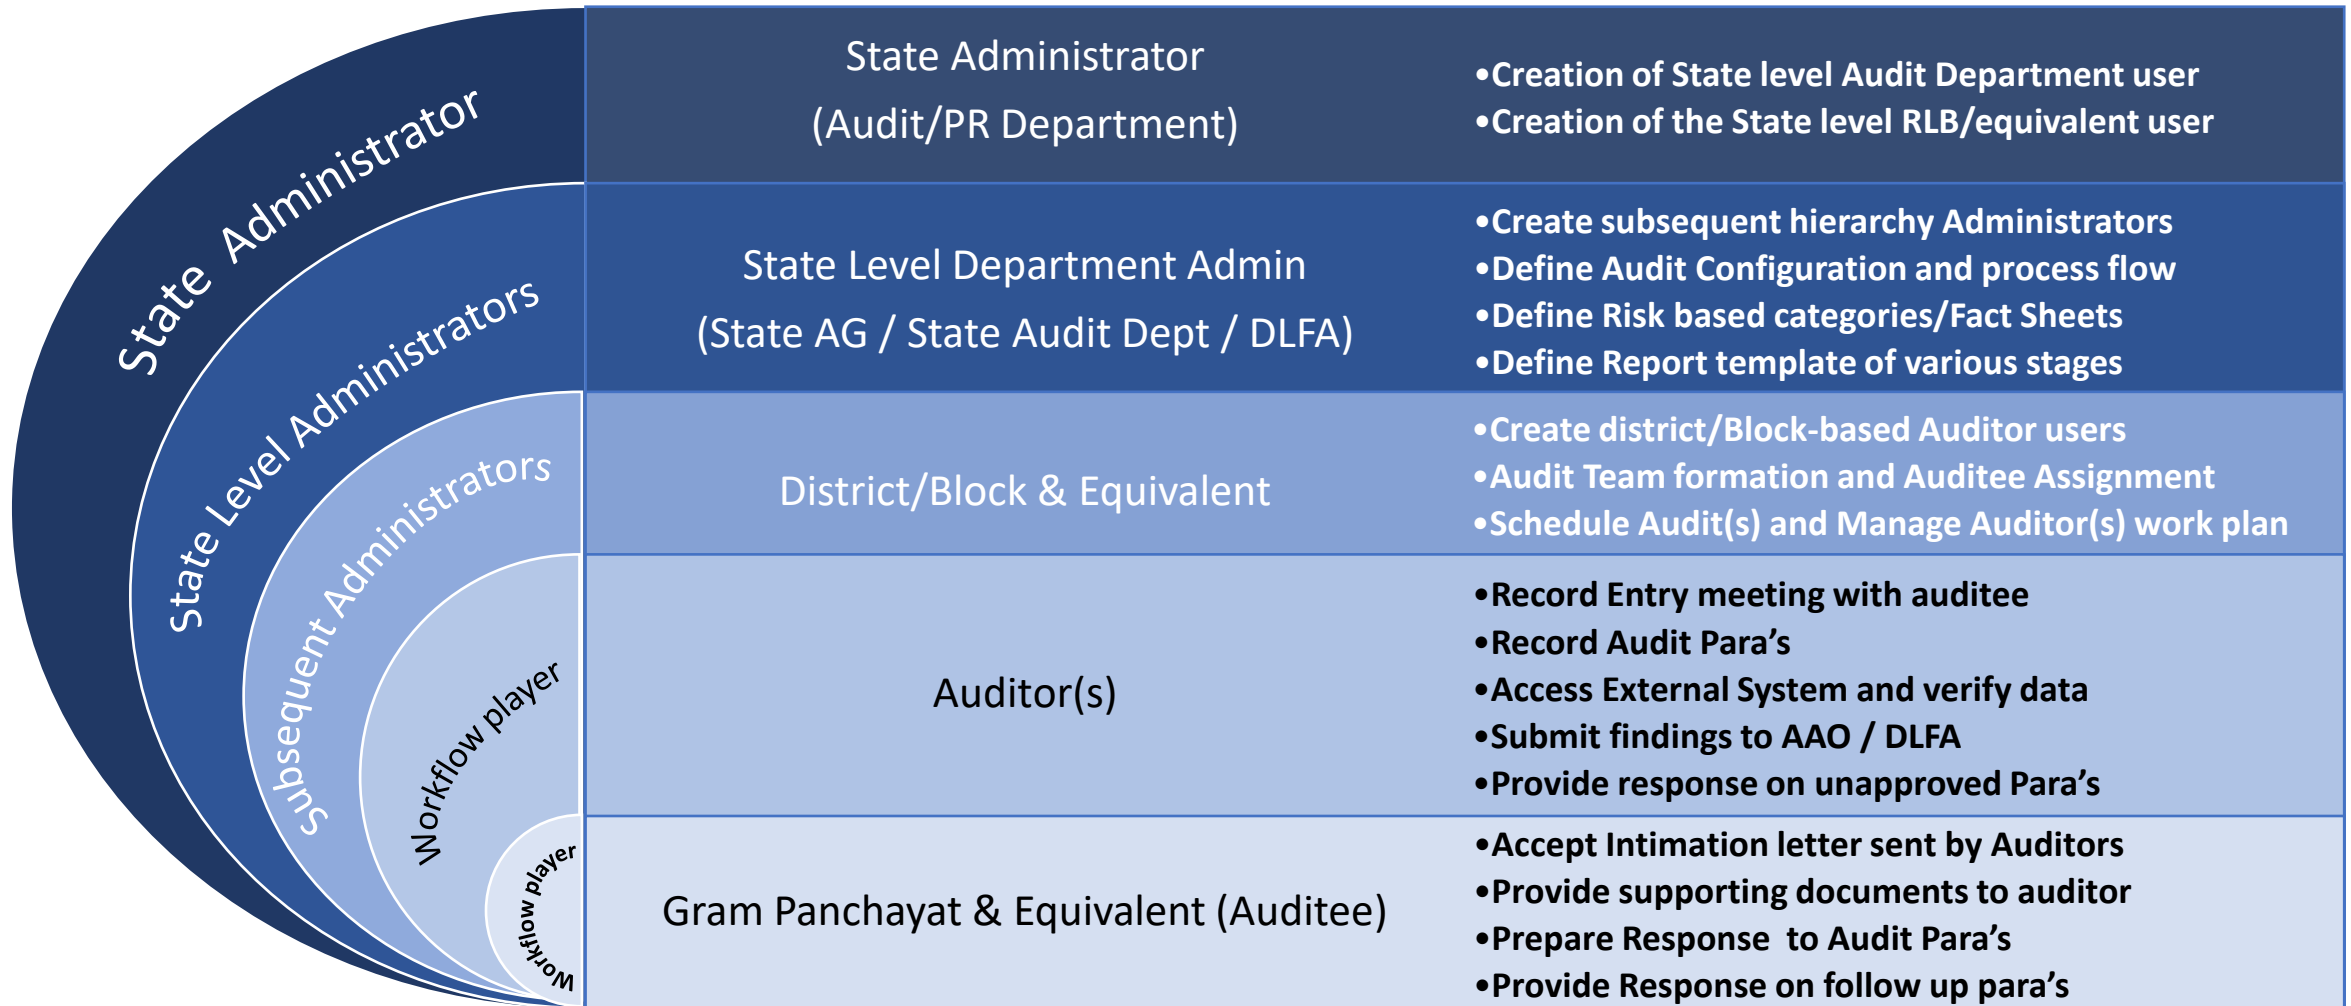 State Administrator
State Level Administrators
Subsequent Administrators
Workflow player
Workflow player
State Administrator
(Audit/PR Department)
•Creation of State level Audit Department user
•Creation of the State level RLB/equivalent user
State Level Department Admin
(State AG / State Audit Dept / DLFA)
•Create subsequent hierarchy Administrators
•Define Audit Configuration and process flow
•Define Risk based categories/Fact Sheets
•Define Report template of various stages
District/Block & Equivalent
•Create district/Block-based Auditor users
•Audit Team formation and Auditee Assignment
•Schedule Audit(s) and Manage Auditor(s) work plan
Auditor(s)
•Record Entry meeting with auditee
•Record Audit Para’s
•Access External System and verify data
•Submit findings to AAO / DLFA
•Provide response on unapproved Para’s
Gram Panchayat & Equivalent (Auditee)
•Accept Intimation letter sent by Auditors
•Provide supporting documents to auditor
•Prepare Response  to Audit Para’s
•Provide Response on follow up para’s